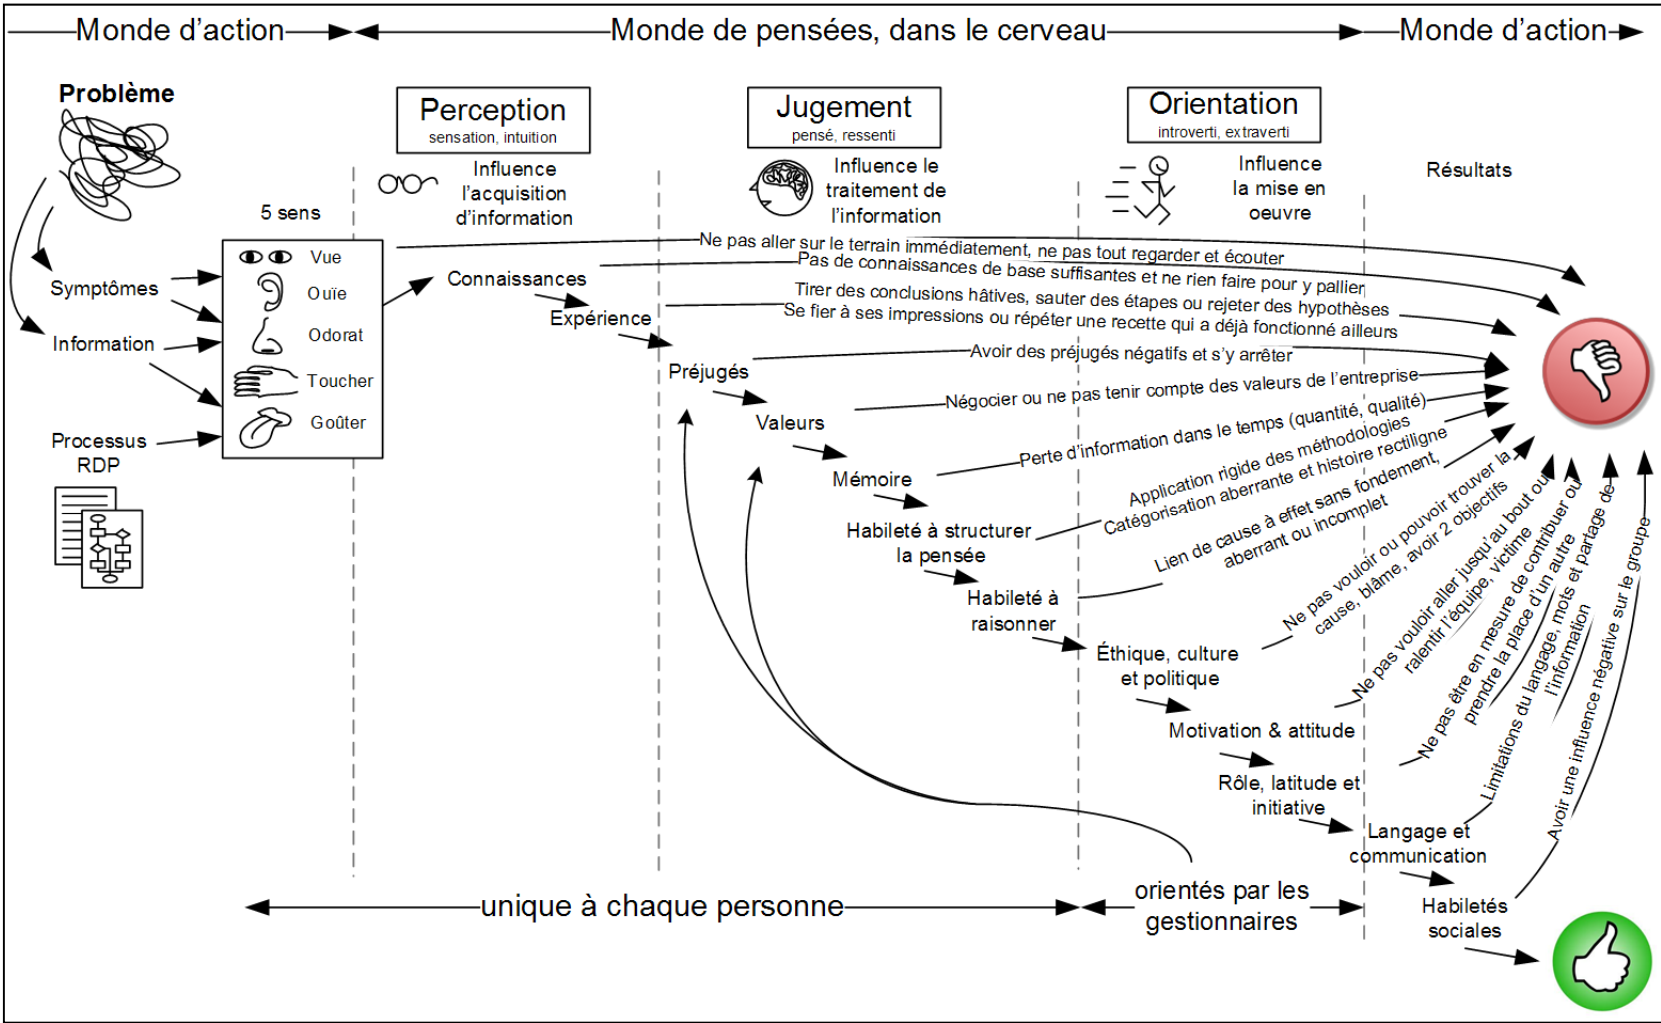 Monde d'action
Monde de pensées, dans le cerveau
Monde d'action
Problème
Perception
sensation, intuition
Influence
l'acquisition
d'information
Jugement
pensé, ressenti
Influence le
traitement de
l'information
Orientation
introverti, extraverti
Influence
la mise en
oeuvre
Résultats
5 sens
Vue
Ouïe
Odorat
Toucher
Goûter
Symptômes
Information
Processus
RDP
Connaissances
Expérience
Préjugés
Valeurs
Mémoire
Habileté à structurer
la pensée
Habileté à
raisonner
Éthique, culture
et politique
Motivation & attitude
Rôle, latitude et
initiative
Langage et
communication
Habiletés
sociales
Ne pas aller sur le terrain immédiatement, ne pas tout regarder et écouter
Pas de connaissances de base suffisantes et ne rien faire pour y pallier
Tirer des conclusions hâtives, sauter des étapes ou rejeter des hypothèses
Se fier à ses impressions ou répéter une recette qui a déjà fonctionné ailleurs
Avoir des préjugés négatifs et s'y arrêter
Négocier ou ne pas tenir compte des valeurs de l'entreprise
Perte d'information dans le temps (quantité, qualité)
Application rigide des méthodologies
Catégorisation aberrante et histoire rectiligne
Lien de cause à effet sans fondement,
aberrant ou incomplet
Ne pas vouloir ou pouvoir trouver la
cause, blâme, avoir 2 objectifs
Ne pas vouloir aller jusqu'au bout ou
ralentir l'équipe, victime
Ne pas être en mesure de contribuer ou
prendre la place d'un autre
Limitations du langage, mots et partage de
l'information
Avoir une influence négative sur le groupe
unique à chaque personne
orientés par les
gestionnaires